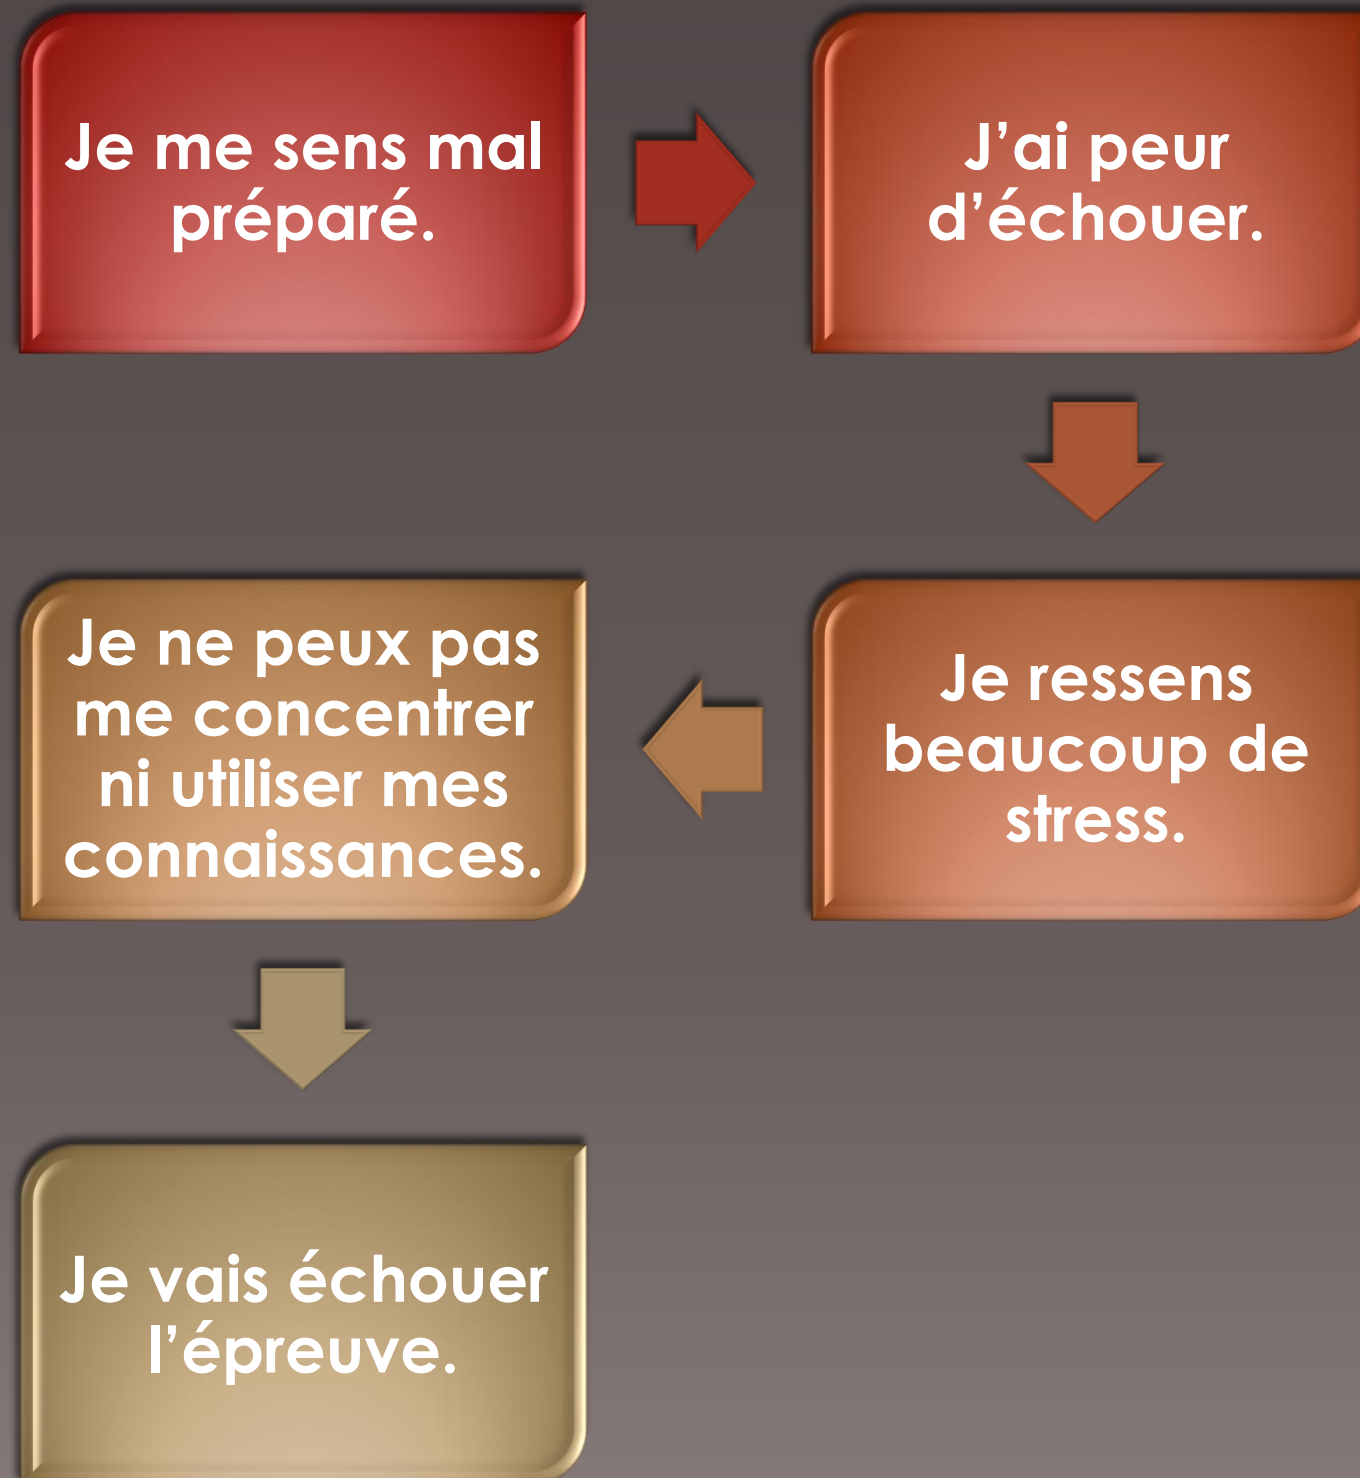 Je me sens mal
préparé.
J’ai peur
d’échouer.
Je ressens
beaucoup de
stress.
Je ne peux pas
me concentrer
ni utiliser mes
connaissances.
Je vais échouer
l’épreuve.